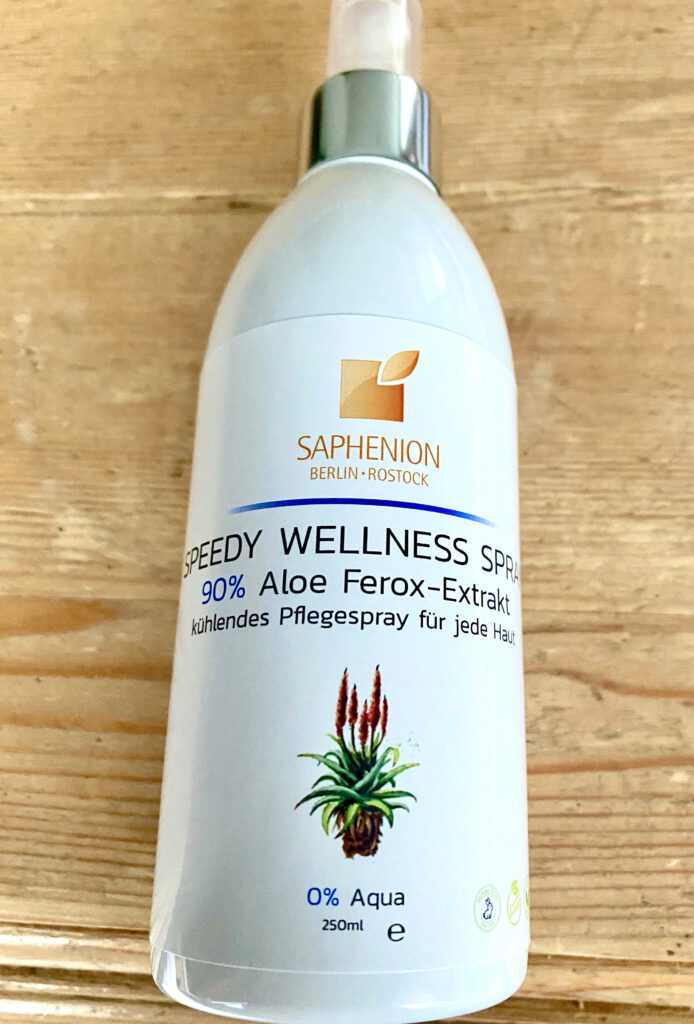 SAPHENION
BERLIN • ROSTOCK
SPEEDY WELLNESS SPRA
90% Aloe Ferox-Extrakt
kühlendes Pflegespray für jede Haut
0% Aqua
250ml e